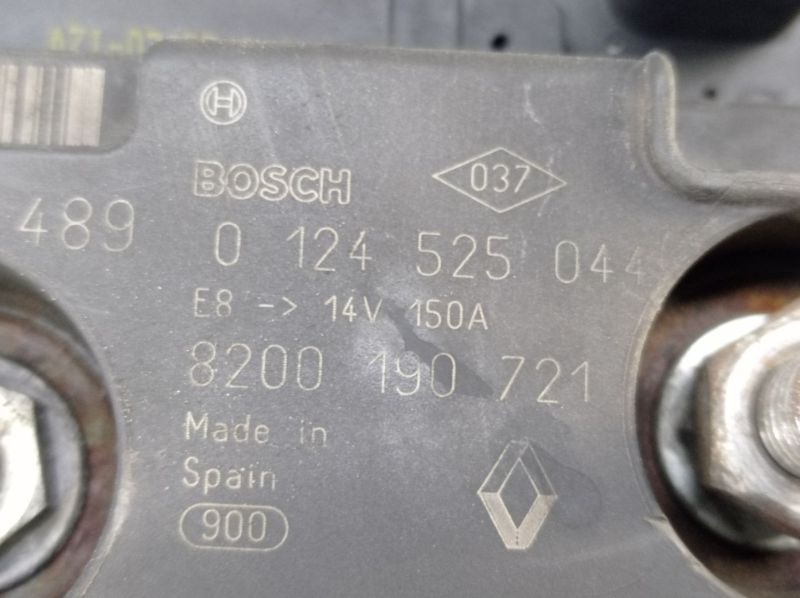 BOSCH
037
489 0 124 525 044
E8 -> 14V 150A
8200 190 721
Made in
Spain
900